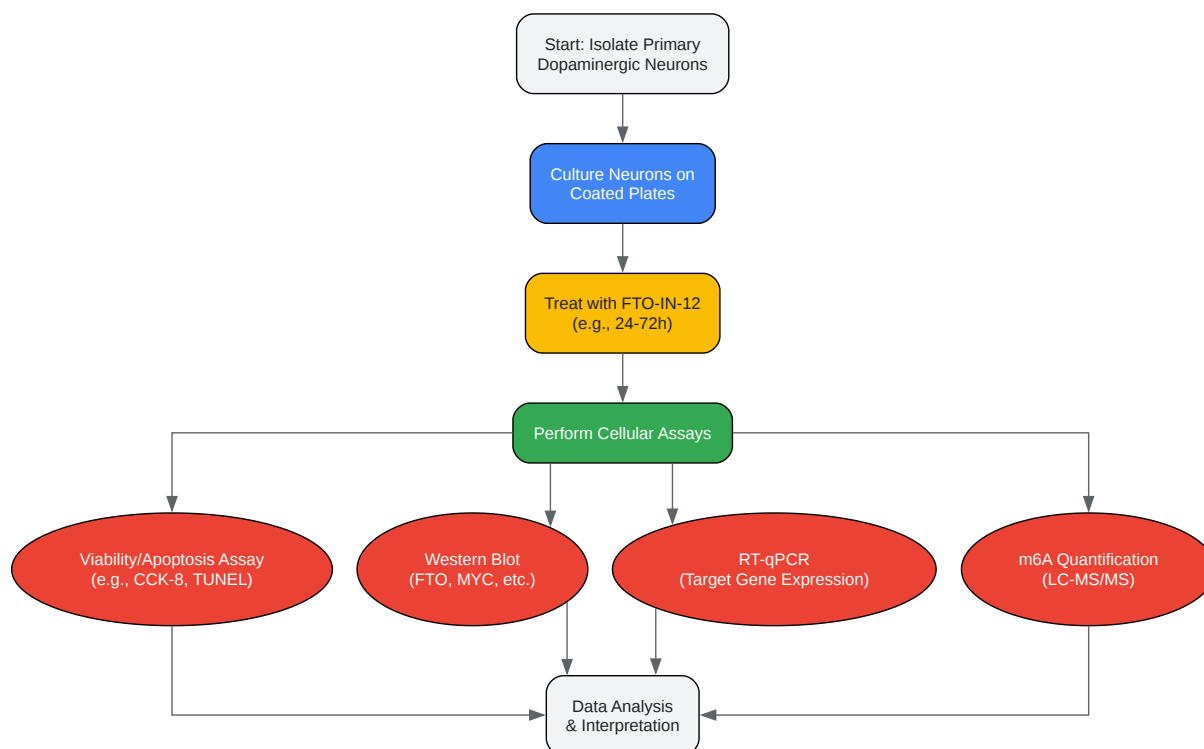 Start: Isolate Primary
Dopaminergic Neurons
Culture Neurons on
Coated Plates
Treat with FTO-IN-12
(e.g., 24-72h)
Perform Cellular Assays
Viability/Apoptosis Assay
(e.g., CCK-8, TUNEL)
Western Blot
(FTO, MYC, etc.)
RT-qPCR
(Target Gene Expression)
m6A Quantification
(LC-MS/MS)
Data Analysis
& Interpretation